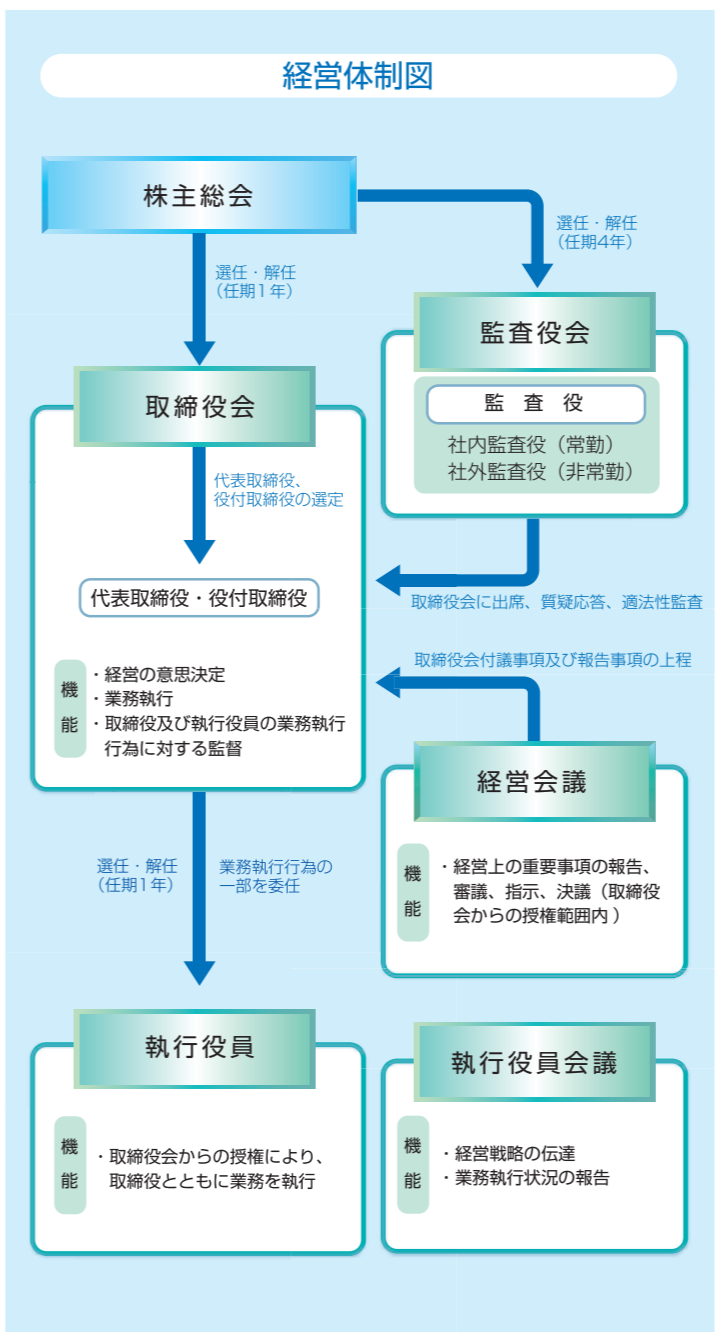 経営体制図
株主総会
選任・解任
（任期4年）
選任・解任
（任期1年）
監査役会
監　査　役
社内監査役（常勤）
社外監査役（非常勤）
取締役会
代表取締役、
役付取締役の選定
代表取締役・役付取締役
取締役会に出席、質疑応答、適法性監査
機能
・経営の意思決定
・業務執行
・取締役及び執行役員の業務執行
行為に対する監督
取締役会付議事項及び報告事項の上程
経営会議
機能
・経営上の重要事項の報告、
審議、指示、決議（取締役
会からの授権範囲内）
選任・解任
（任期1年）
業務執行行為の
一部を委任
執行役員
機能
・取締役会からの授権により、
取締役とともに業務を執行
執行役員会議
機能
・経営戦略の伝達
・業務執行状況の報告